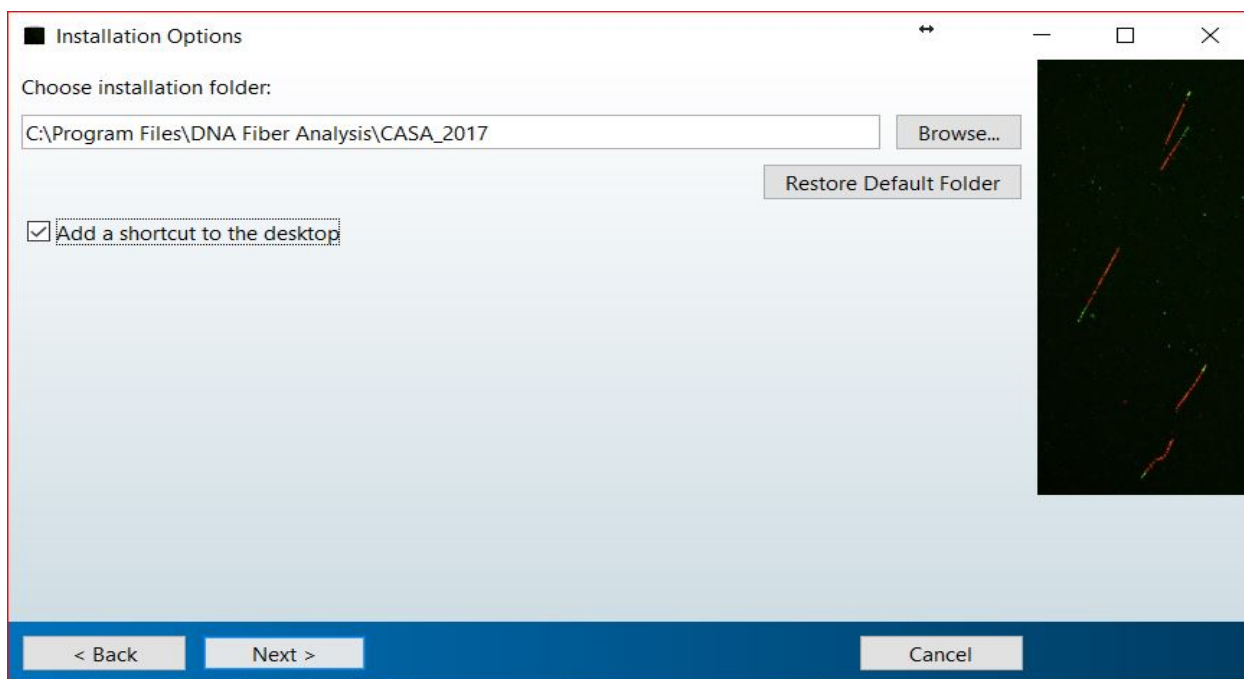 Installation Options
Choose installation folder:
C:\Program Files\DNA Fiber Analysis\CASA_2017
Browse...
Restore Default Folder
Add a shortcut to the desktop
< Back
Next >
Cancel